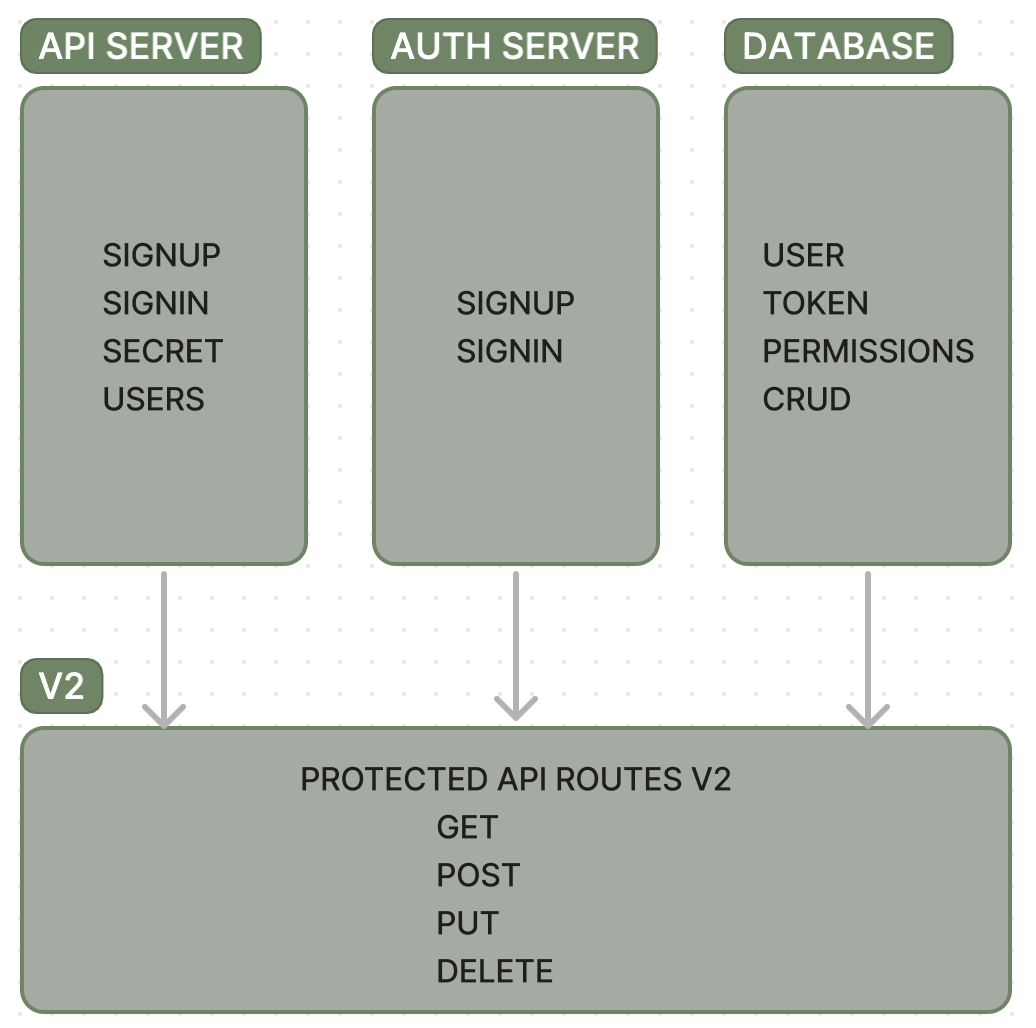 API SERVER
SIGNUP
SIGNIN
SECRET
USERS
AUTH SERVER
SIGNUP
SIGNIN
DATABASE
USER
TOKEN
PERMISSIONS
CRUD
V2
PROTECTED API ROUTES V2
GET
POST
PUT
DELETE